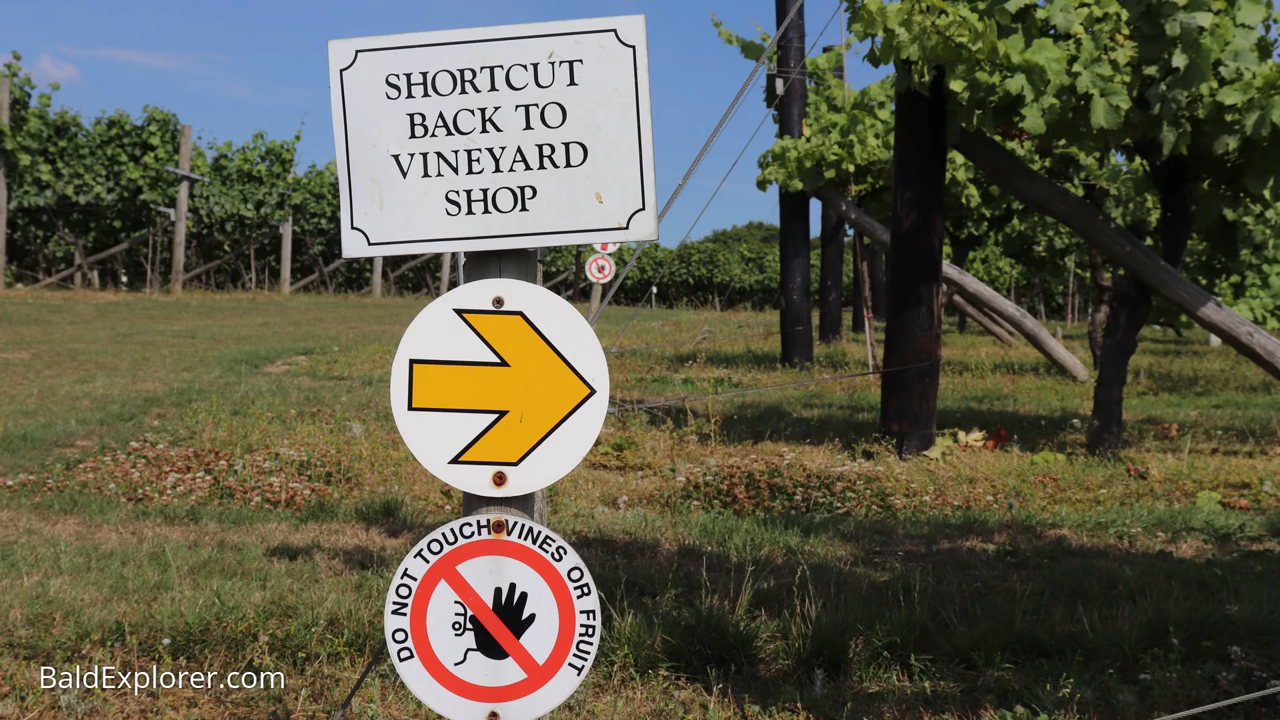 SHORTCUT
BACK TO
VINEYARD
SHOP
DO NOT TOUCH VINES OR FRUIT
BaldExplorer.com